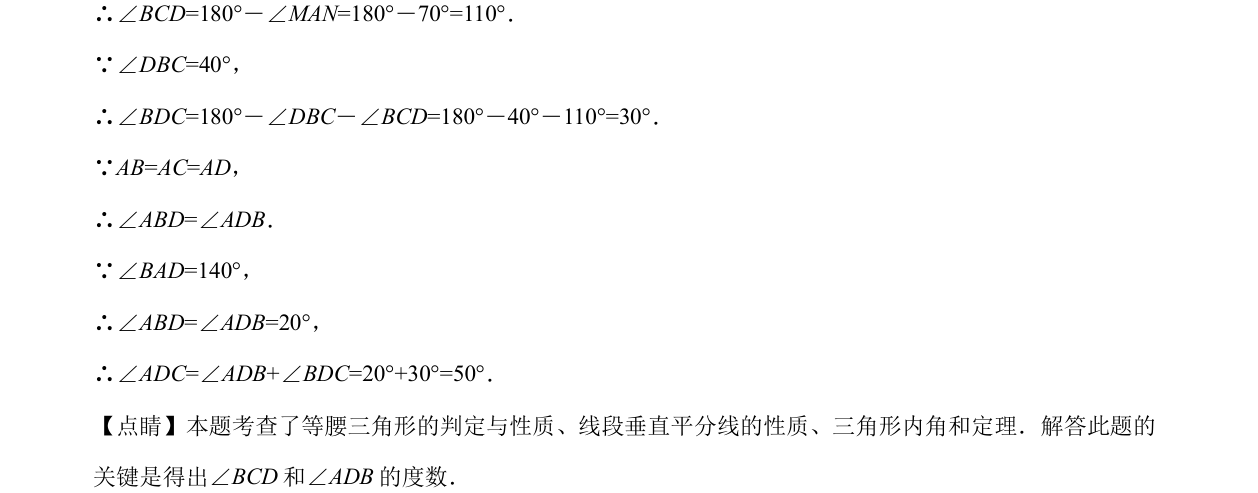 ∴∠BCD=180°－∠MAN=180°－70°=110°．
∵∠DBC=40°，
∴∠BDC=180°－∠DBC－∠BCD=180°－40°－110°=30°．
∵AB=AC=AD，
∴∠ABD=∠ADB．
∵∠BAD=140°，
∴∠ABD=∠ADB=20°，
∴∠ADC=∠ADB+∠BDC=20°+30°=50°．
【点睛】本题考查了等腰三角形的判定与性质、线段垂直平分线的性质、三角形内角和定理．解答此题的
关键是得出∠BCD 和∠ADB 的度数．